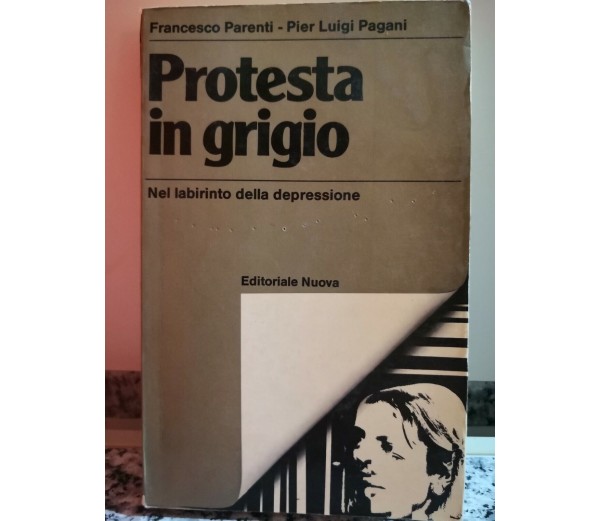 Francesco Parenti - Pier Luigi Pagani
Protesta
in grigio
Nel labirinto della depressione
Editoriale Nuova